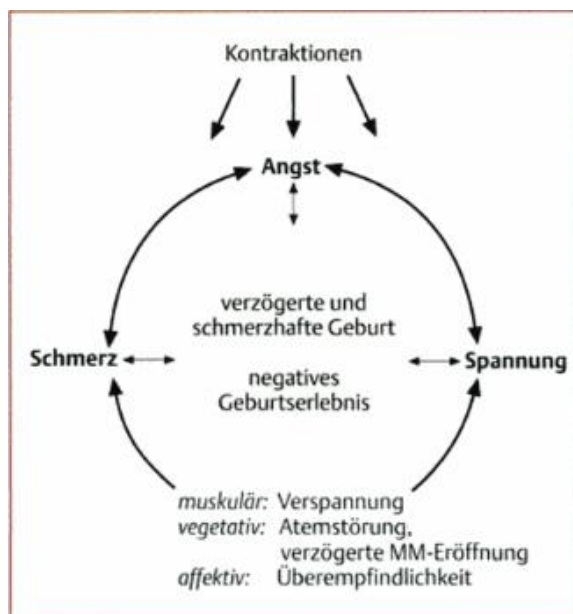 Kontraktionen
Angst
verzögerte und
schmerzhafte Geburt
Schmerz
Spannung
negatives
Geburtserlebnis
muskulär: Verspannung
vegetativ: Atemstörung,
verzögerte MM-Eröffnung
affektiv: Überempfindlichkeit